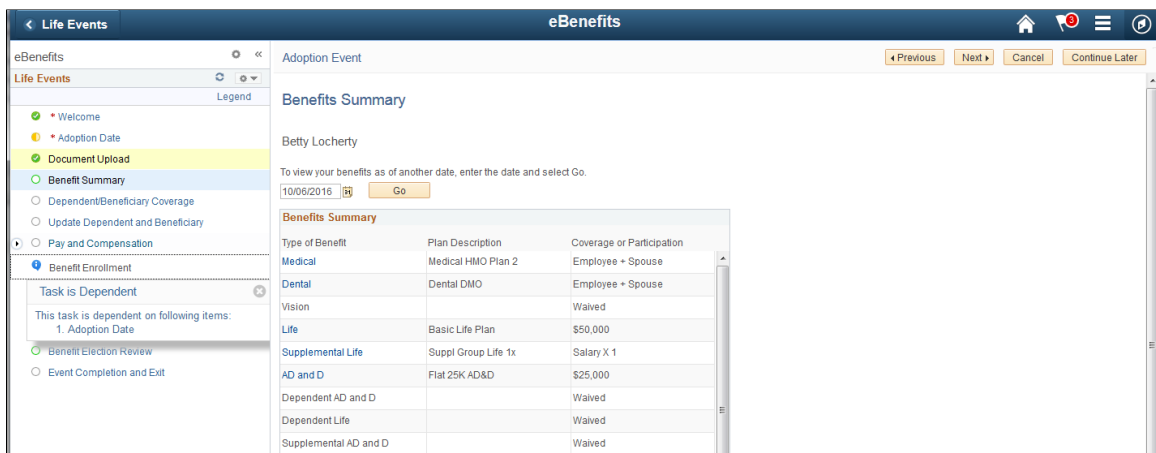 Life Events
eBenefits
3
eBenefits
Life Events
Legend
* Welcome
* Adoption Date
Document Upload
Benefit Summary
Dependent/Beneficiary Coverage
Update Dependent and Beneficiary
Pay and Compensation
Benefit Enrollment
Task is Dependent
This task is dependent on following items:
1. Adoption Date
Benefit Election Review
Event Completion and Exit
Adoption Event
Previous Next Cancel Continue Later
Benefits Summary
Betty Locherty
To view your benefits as of another date, enter the date and select Go.
10/06/2016 31 Go
Benefits Summary
Type of Benefit Plan Description Coverage or Participation
Medical Medical HMO Plan 2 Employee + Spouse
Dental Dental DMO Employee + Spouse
Vision Waived
Life Basic Life Plan $50,000
Supplemental Life Suppl Group Life 1x Salary X 1
AD and D Flat 25K AD&D $25,000
Dependent AD and D Waived
Dependent Life Waived
Supplemental AD and D Waived